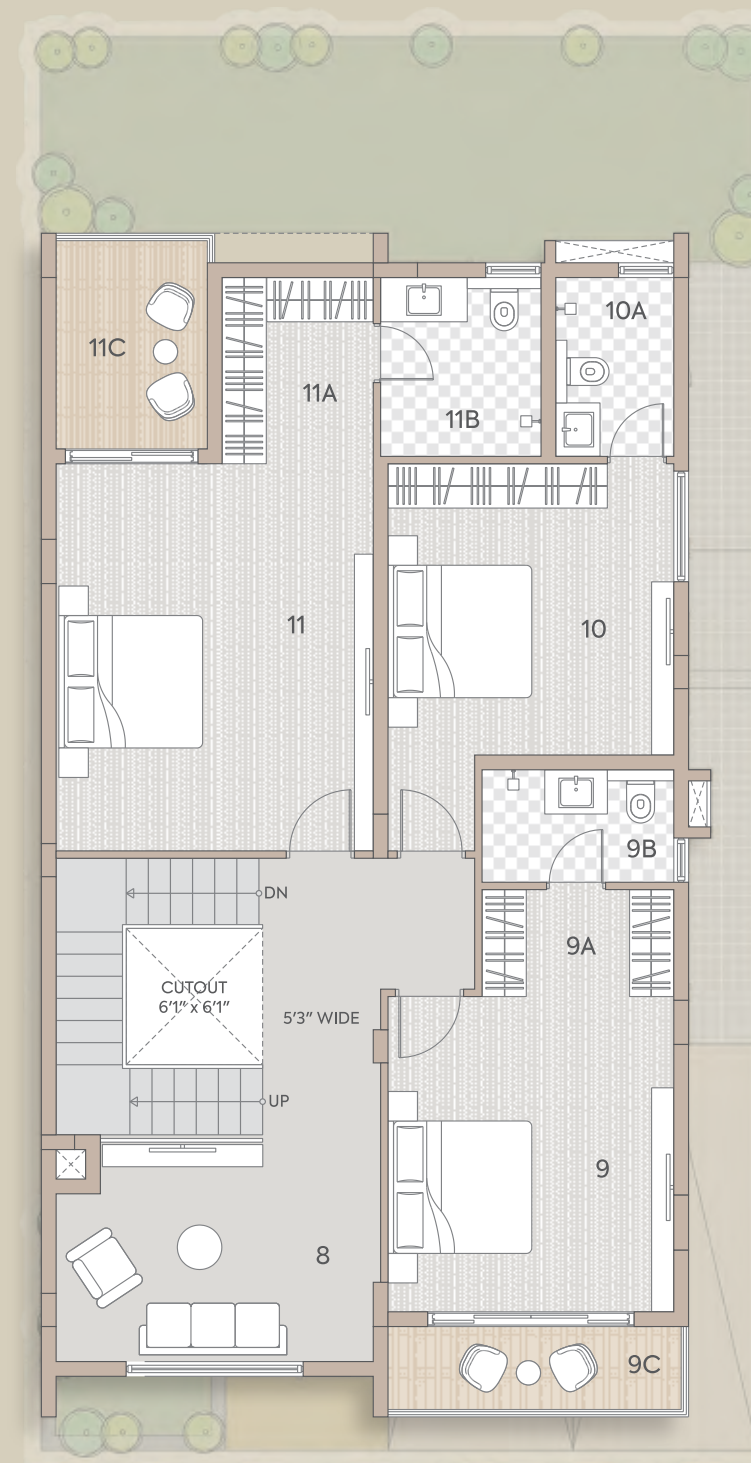 10A
11C
11A
11B
11
10
9B
DN
9A
CUTOUT
6'1" x 6'1"
5'3" WIDE
UP
9
8
9C